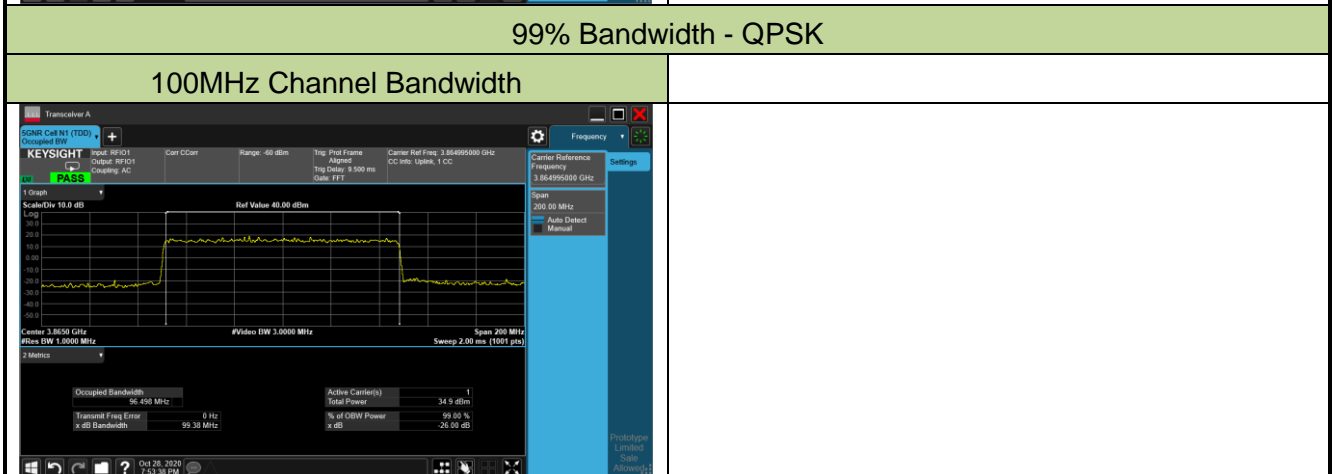 99% Bandwidth - QPSK
100MHz Channel Bandwidth
Transceiver A
5GNR Cell N1 (TDD)
Occupied BW
+
Frequency
KEYSIGHT
Input: RFIO1
Output: RFIO1
Coupling: AC
PASS
Corr CCorr
Range: -60 dBm
Trig: Prot Frame
Aligned
Trig Delay: 9.500 ms
Gate: FFT
Carrier Ref Freq: 3.864995000 GHz
CC Info: Uplink, 1 CC
Carrier Reference
Frequency
3.864995000 GHz
Settings
Span
200.00 MHz
Auto Detect
Manual
1 Graph
Scale/Div 10.0 dB
Ref Value 40.00 dBm
Log
30.0
20.0
10.0
0.00
-10.0
-20.0
-30.0
-40.0
-50.0
Center 3.8650 GHz
#Video BW 3.0000 MHz
Span 200 MHz
#Res BW 1.0000 MHz
Sweep 2.00 ms (1001 pts)
2 Metrics
Occupied Bandwidth
96.498 MHz
Active Carrier(s) 1
Total Power 34.9 dBm
Transmit Freq Error 0 Hz
x dB Bandwidth 99.38 MHz
% of OBW Power 99.00 %
x dB -26.00 dB
Prototype
Limited
Sale
Allowed
?
Oct 28, 2020
7:53:38 PM